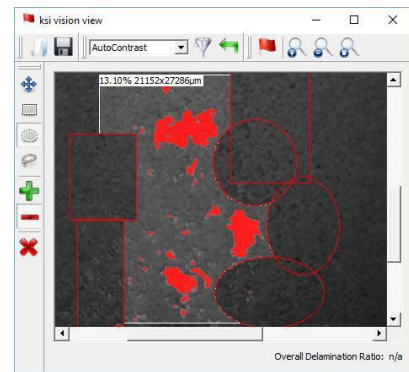 ksi vision view
AutoContrast
13.10% 21152x27286µm
Overall Delamination Ratio: n/a